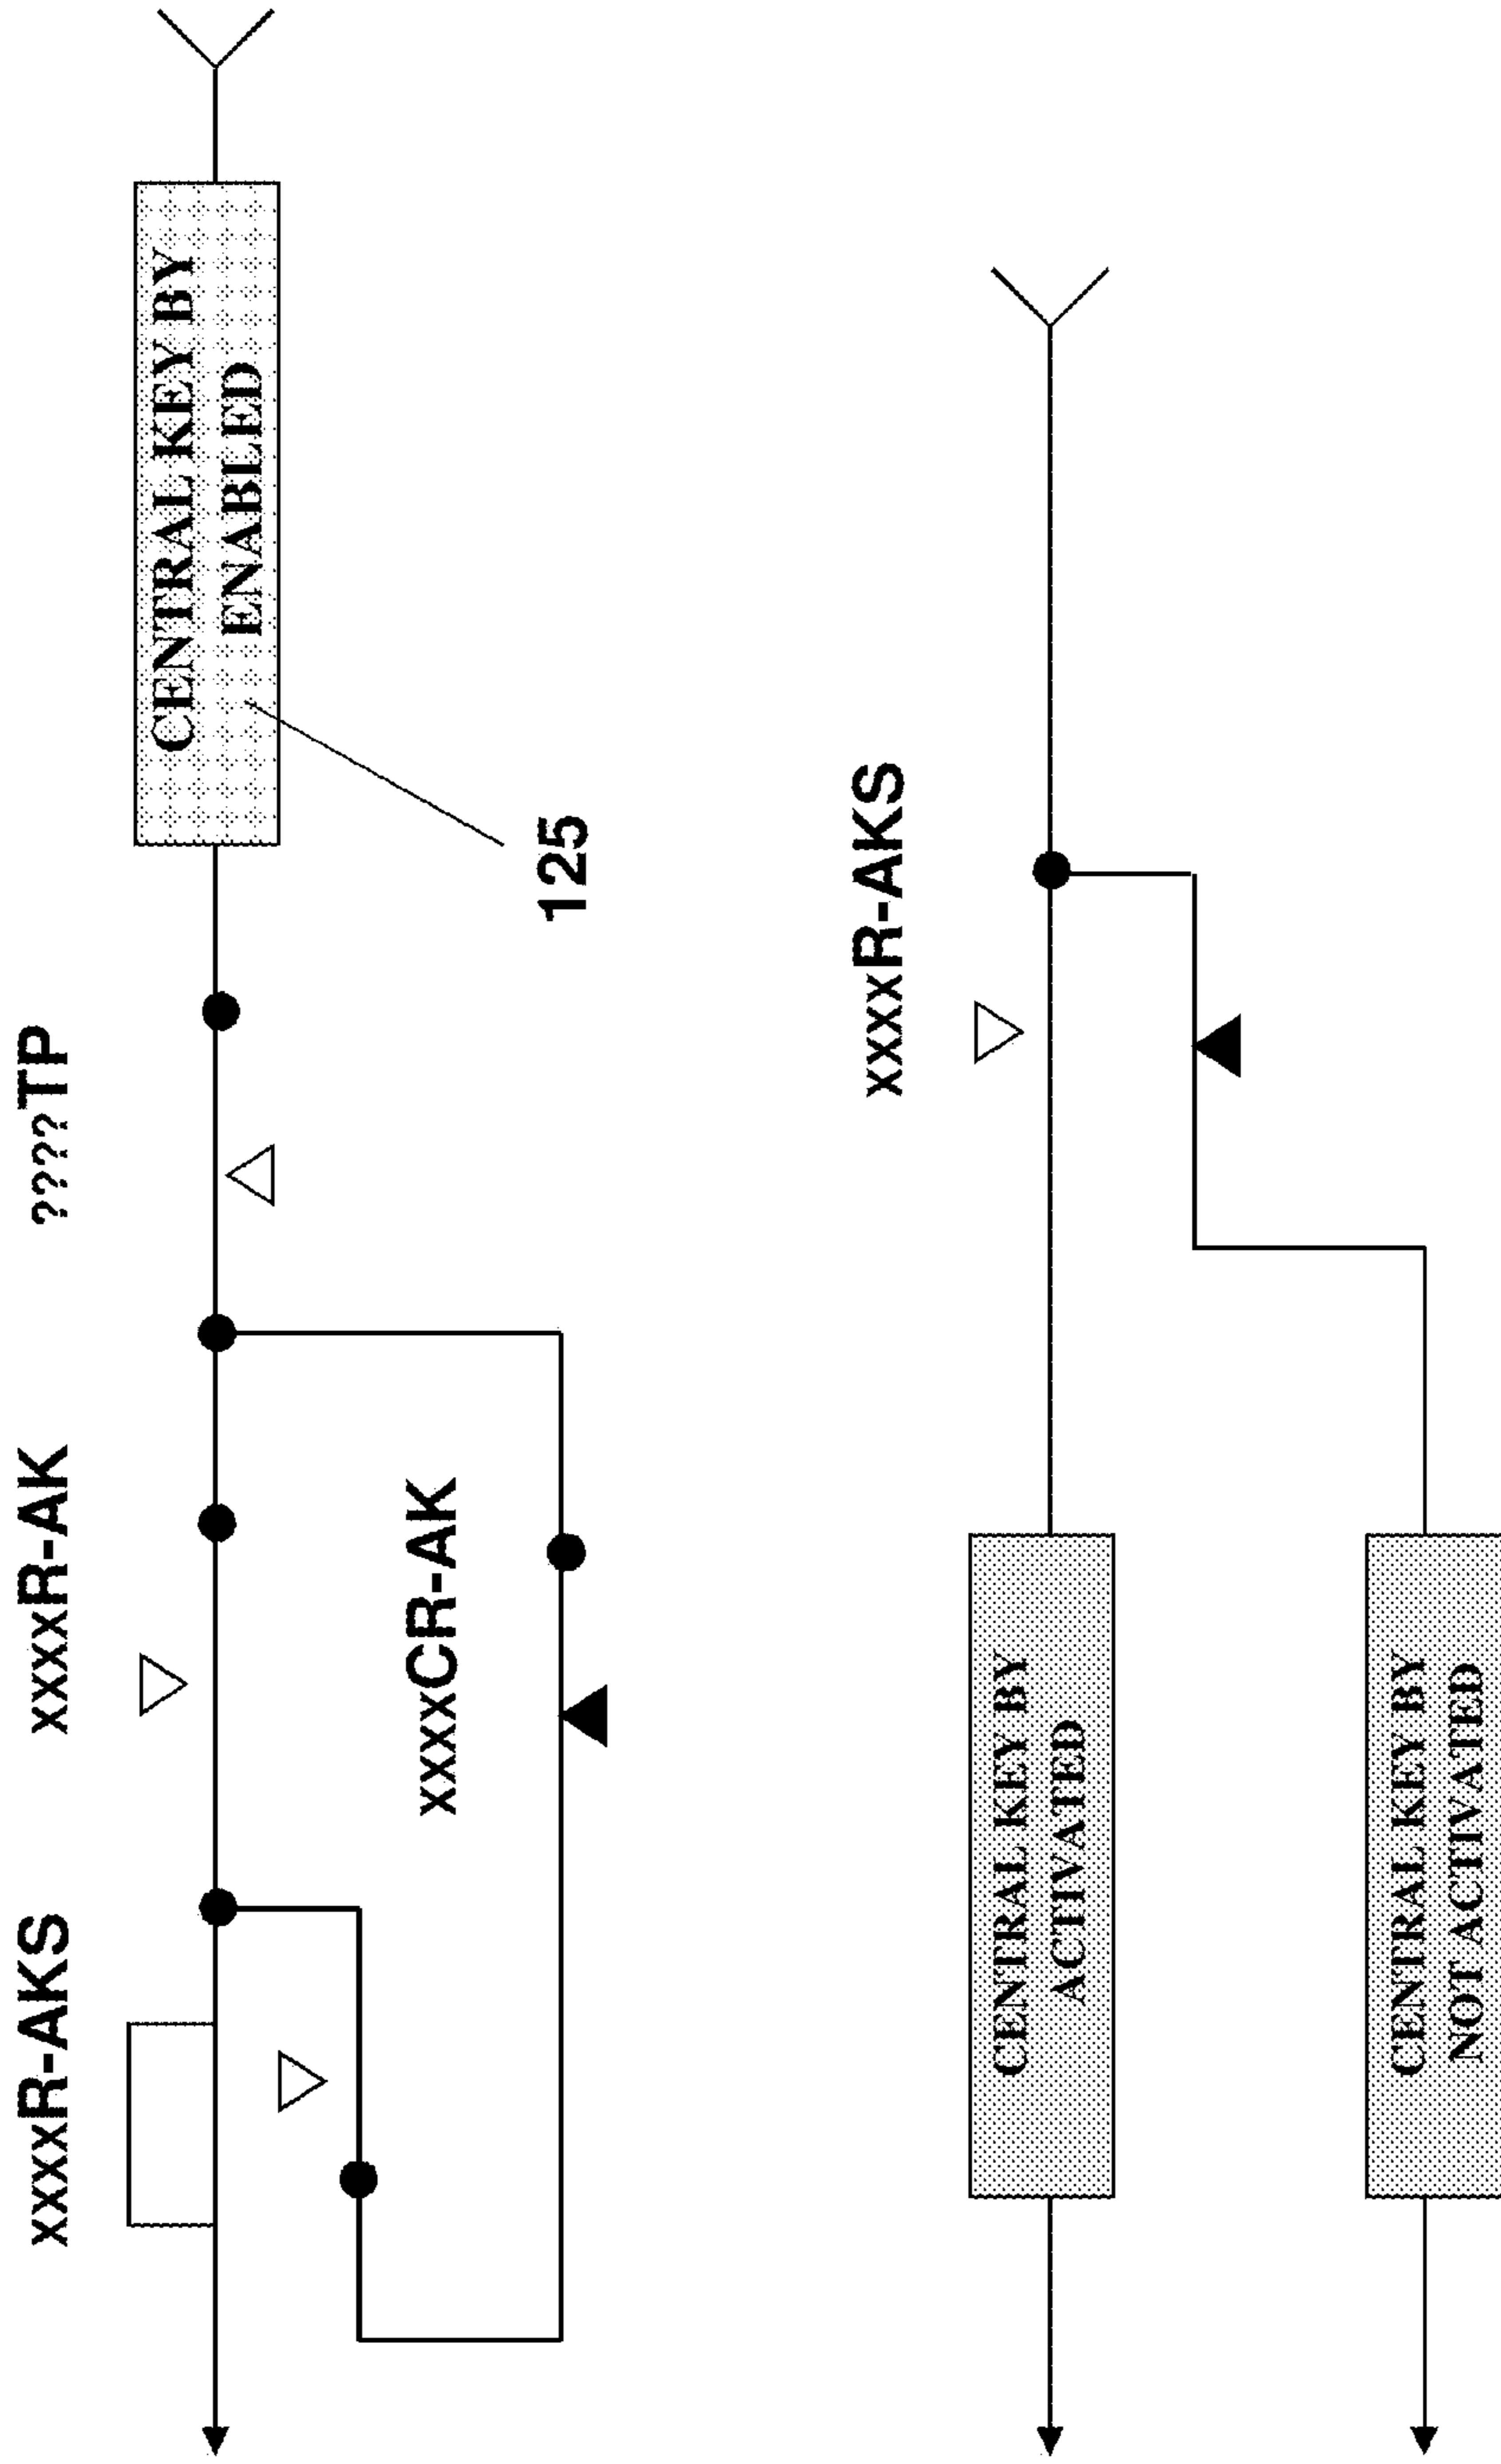 xxxxR-AKS
xxxxR-AK
????TP
CENTRAL KEY BY
ENABLED
xxxxCR-AK
125
xxxxR-AKS
CENTRAL KEY BY
ACTIVATED
CENTRAL KEY BY
NOT ACTIVATED